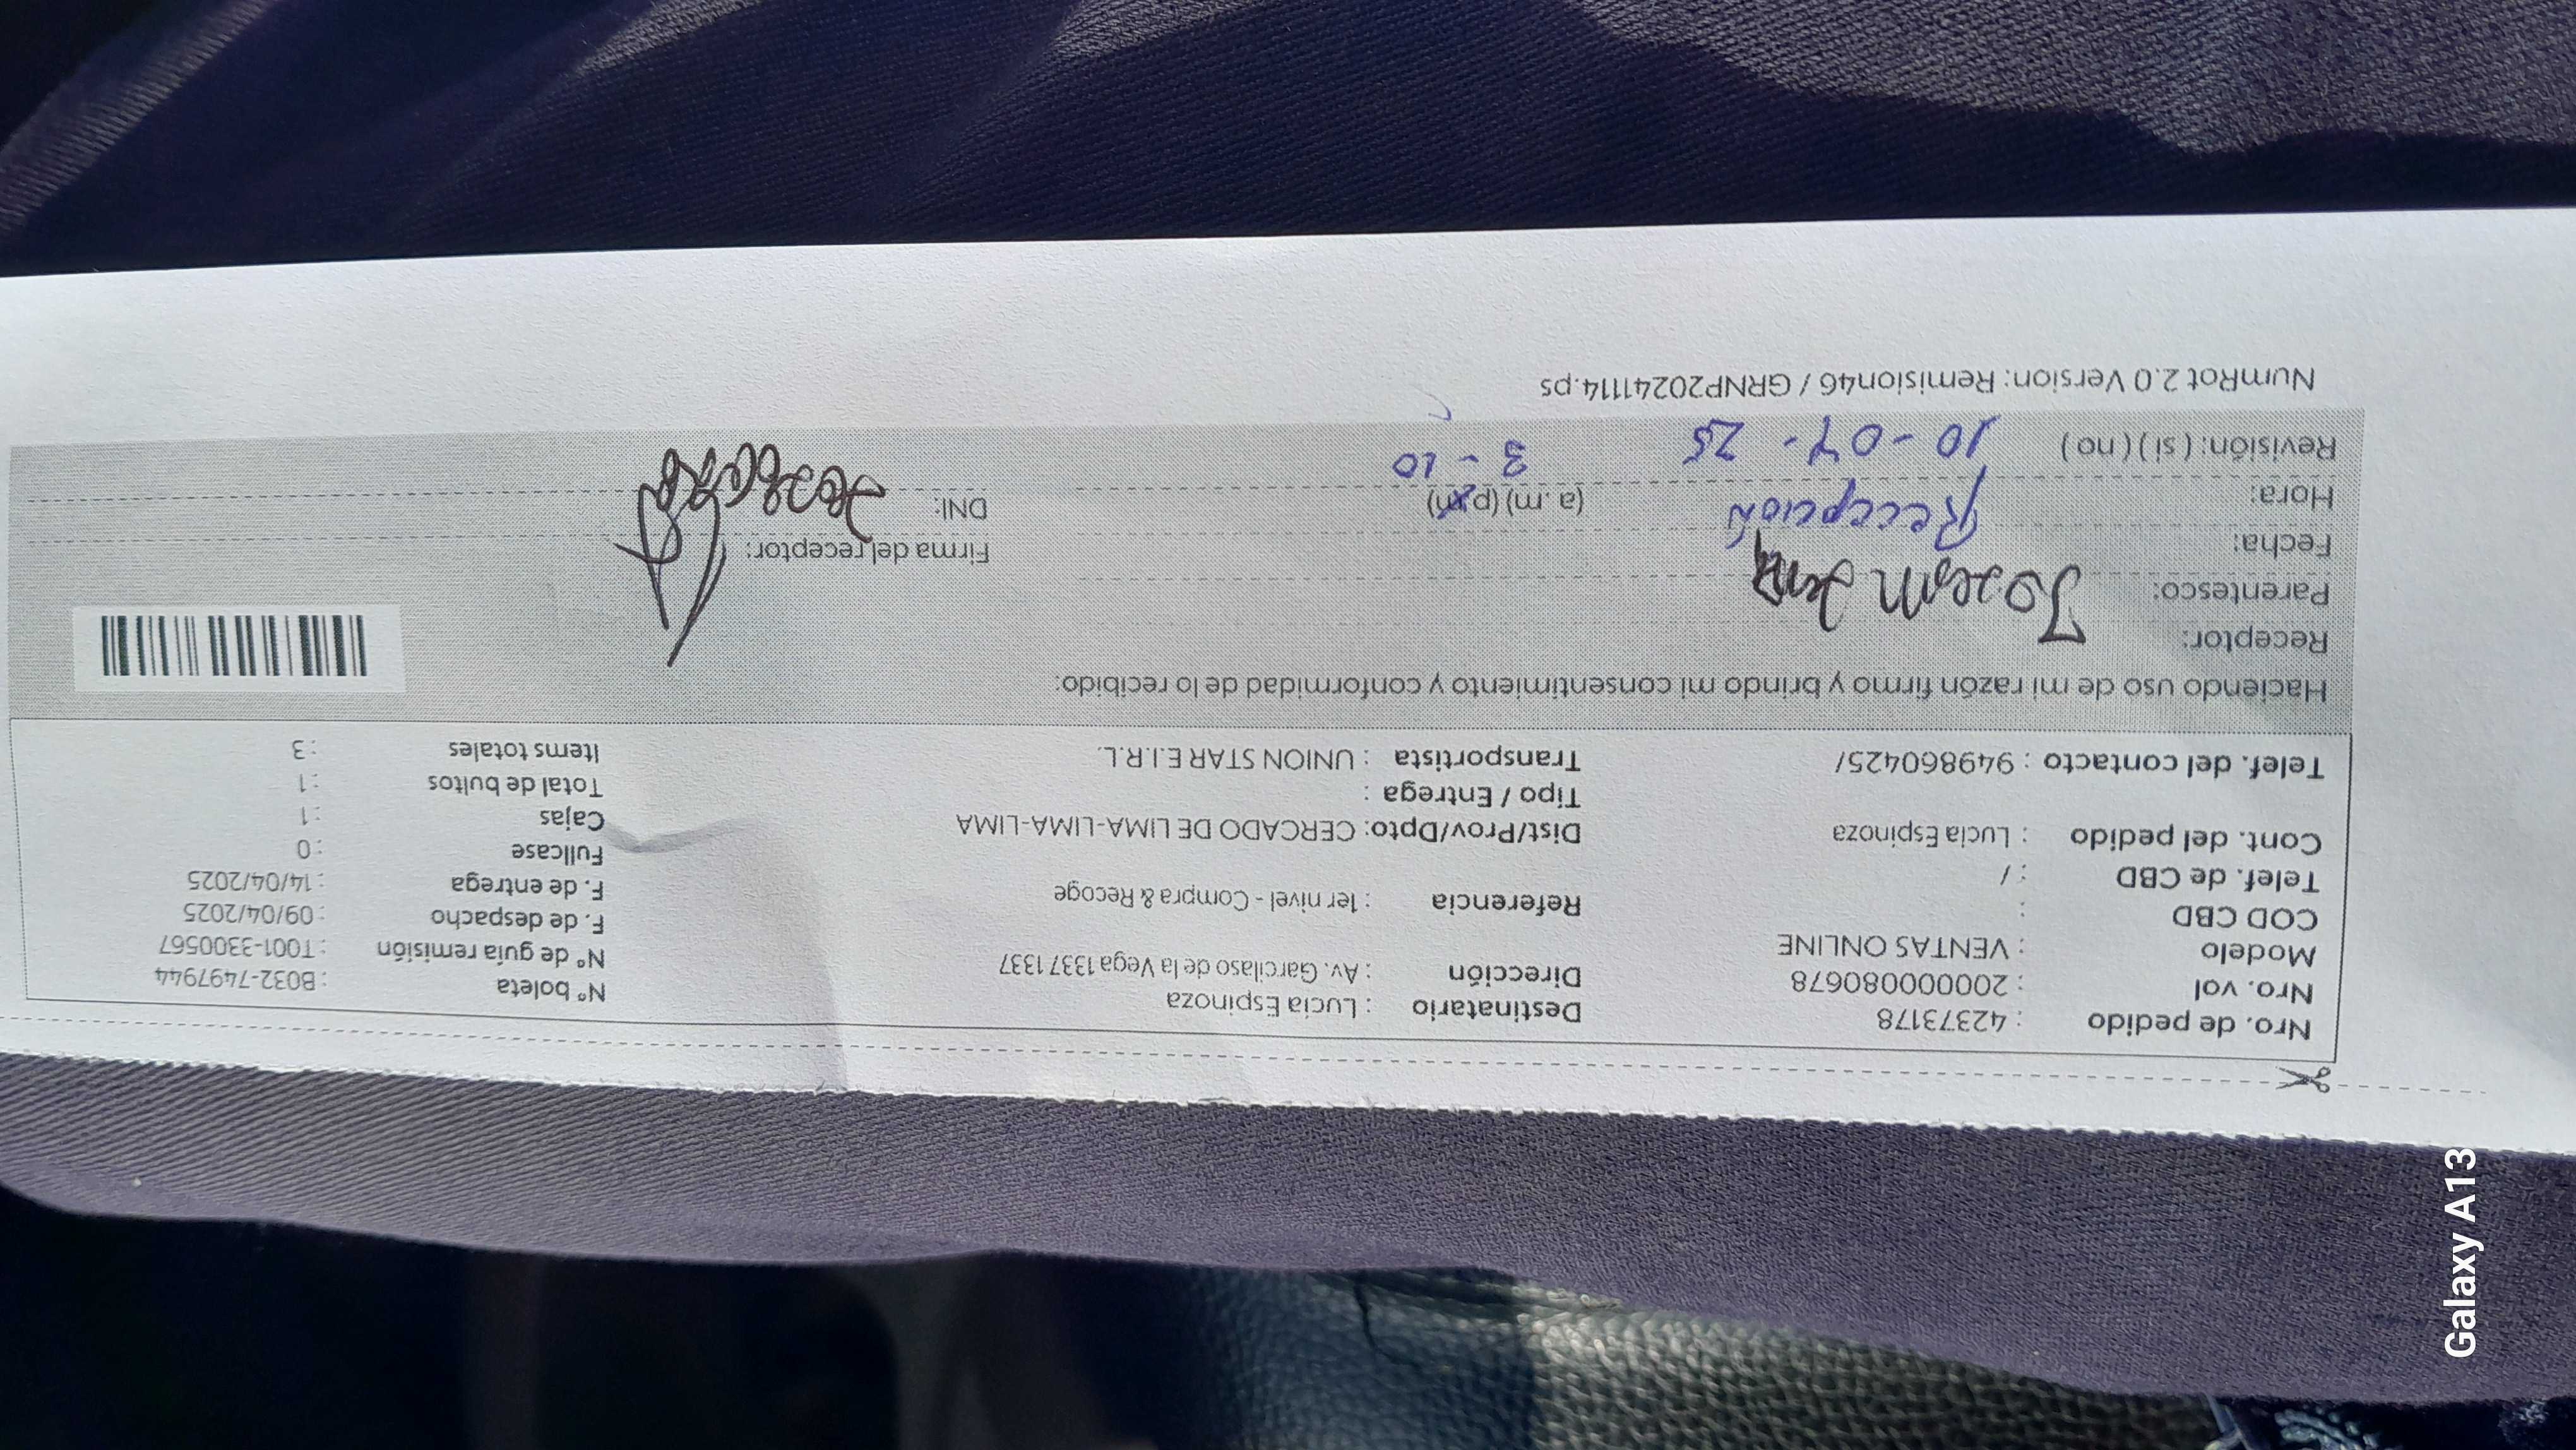 Nro. de pedido : 42373178
Nro. vol : 2000000080678
Modelo : VENTAS ONLINE
COD CBD :
Telef. de CBD : /
Cont. del pedido : Lucia Espinoza
Telef. del contacto : 949860425/
Destinatario : Lucia Espinoza
Dirección : Av. Garcilaso de la Vega 1337 1337
Referencia : 1er nivel - Compra & Recoge
Dist/Prov/Dpto: CERCADO DE LIMA-LIMA-LIMA
Tipo / Entrega :
Transportista : UNION STAR E.I.R.L.
N° boleta : B032-7497944
N° de guía remisión : T001-3300567
F. de despacho : 09/04/2025
F. de entrega : 14/04/2025
Fullcase : 0
Cajas : 1
Total de bultos : 1
Items totales : 3
Haciendo uso de mi razón firmo y brindo mi consentimiento y conformidad de lo recibido:
Receptor:
Parentesco:
Fecha: Recepcion
Hora: (a.m) (p.m)
Revisión: ( si ) ( no ) 10-04-25 3-10
Firma del receptor:
DNI:
NumRot 2.0 Version: Remision46 / GRNP20241114.ps
Galaxy A13